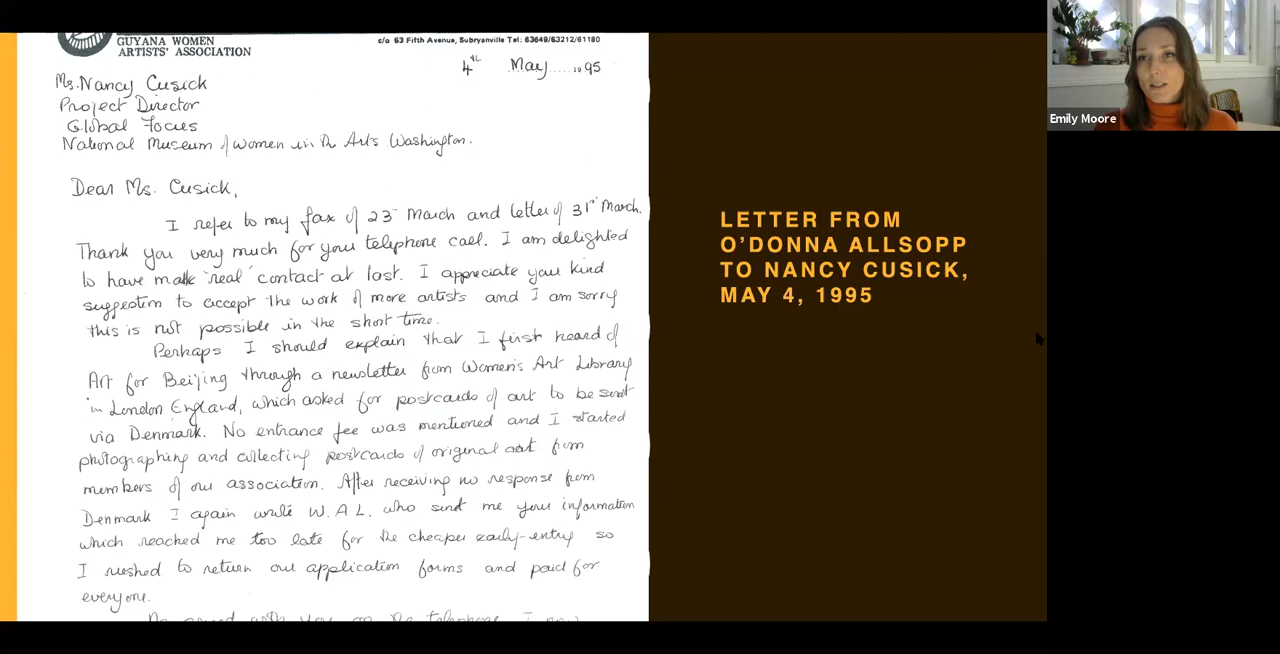 GUYANA WOMEN
ARTISTS' ASSOCIATION
c/o 63 Fifth Avenue, Subryanville Tel: 63649/63212/61180
4th May 1995
Ms. Nancy Cusick
Project Director
Global Focus
National Museum of Women in the Arts Washington.
Dear Ms. Cusick,
I refer to my fax of 23rd March and letter of 31st March.
Thank you very much for your telephone call. I am delighted
to have made 'real' contact at last. I appreciate your kind
suggestion to accept the work of more artists and I am sorry
this is not possible in the short time.
Perhaps I should explain that I first heard of
Art for Beijing through a newsletter from Women's Art Library
in London England, which asked for postcards of art to be sent
via Denmark. No entrance fee was mentioned and I started
photographing and collecting postcards of original art from
members of our association. After receiving no response from
Denmark I again wrote W.A.L. who sent me your information
which reached me too late for the cheaper early-entry so
I rushed to return our application forms and paid for
everyone.
As agreed with you on the telephone I
LETTER FROM
O'DONNA ALLSOPP
TO NANCY CUSICK,
MAY 4, 1995
Emily Moore